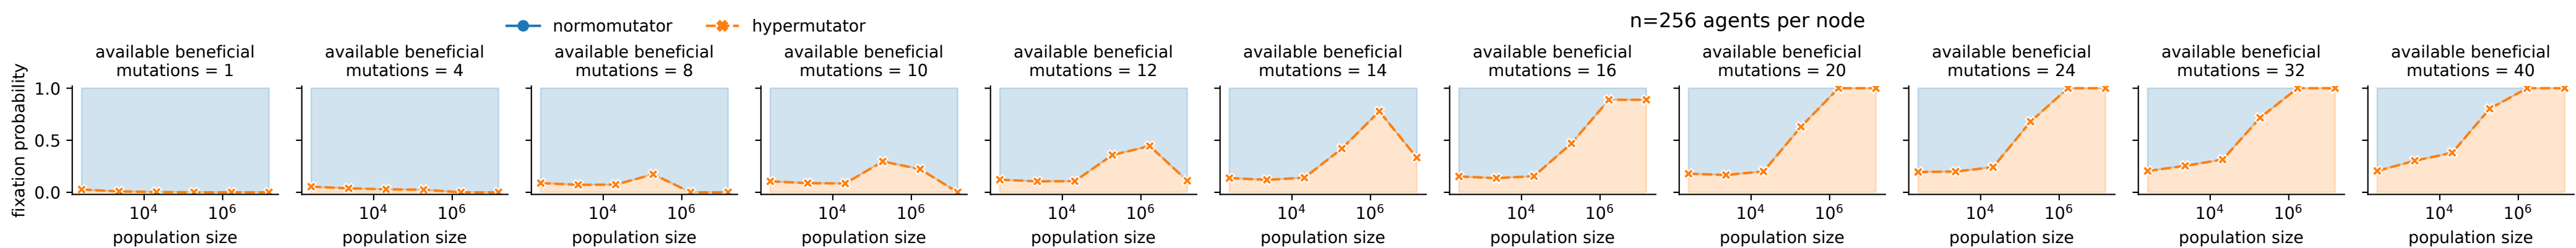 normomutator
hypermutator
n=256 agents per node
available beneficial
mutations = 1
available beneficial
mutations = 4
available beneficial
mutations = 8
available beneficial
mutations = 10
available beneficial
mutations = 12
available beneficial
mutations = 14
available beneficial
mutations = 16
available beneficial
mutations = 20
available beneficial
mutations = 24
available beneficial
mutations = 32
available beneficial
mutations = 40
fixation probability
1.0
0.5
0.0
10⁴ 10⁶
10⁴ 10⁶
10⁴ 10⁶
10⁴ 10⁶
10⁴ 10⁶
10⁴ 10⁶
10⁴ 10⁶
10⁴ 10⁶
10⁴ 10⁶
10⁴ 10⁶
10⁴ 10⁶
population size
population size
population size
population size
population size
population size
population size
population size
population size
population size
population size